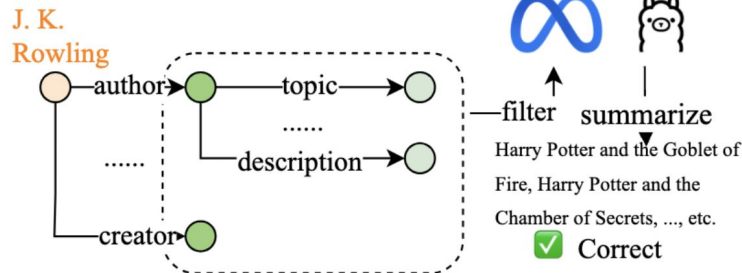 J. K.
Rowling
author
topic
......
......
description
creator
filter
summarize
Harry Potter and the Goblet of
Fire, Harry Potter and the
Chamber of Secrets, ..., etc.
Correct